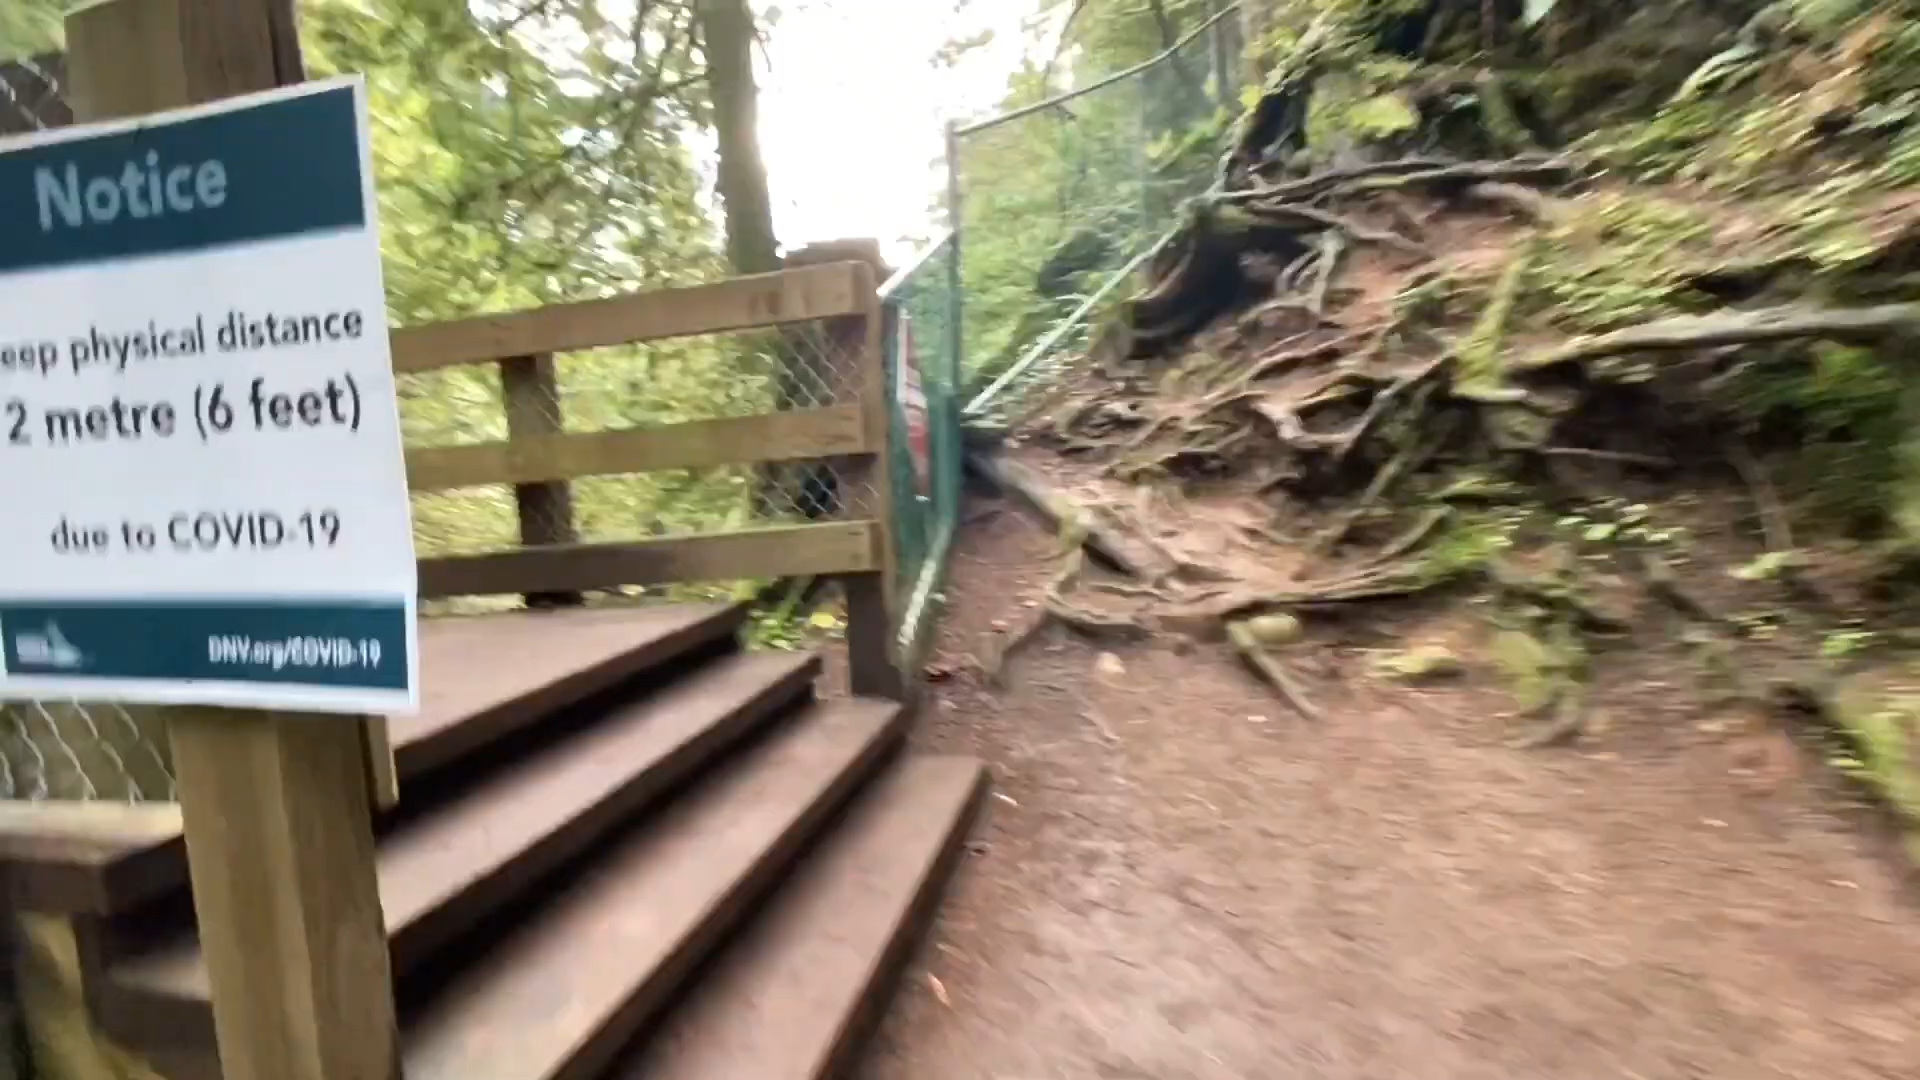 Notice
eep physical distance
2 metre (6 feet)
due to COVID-19
DNV.org/COVID-19